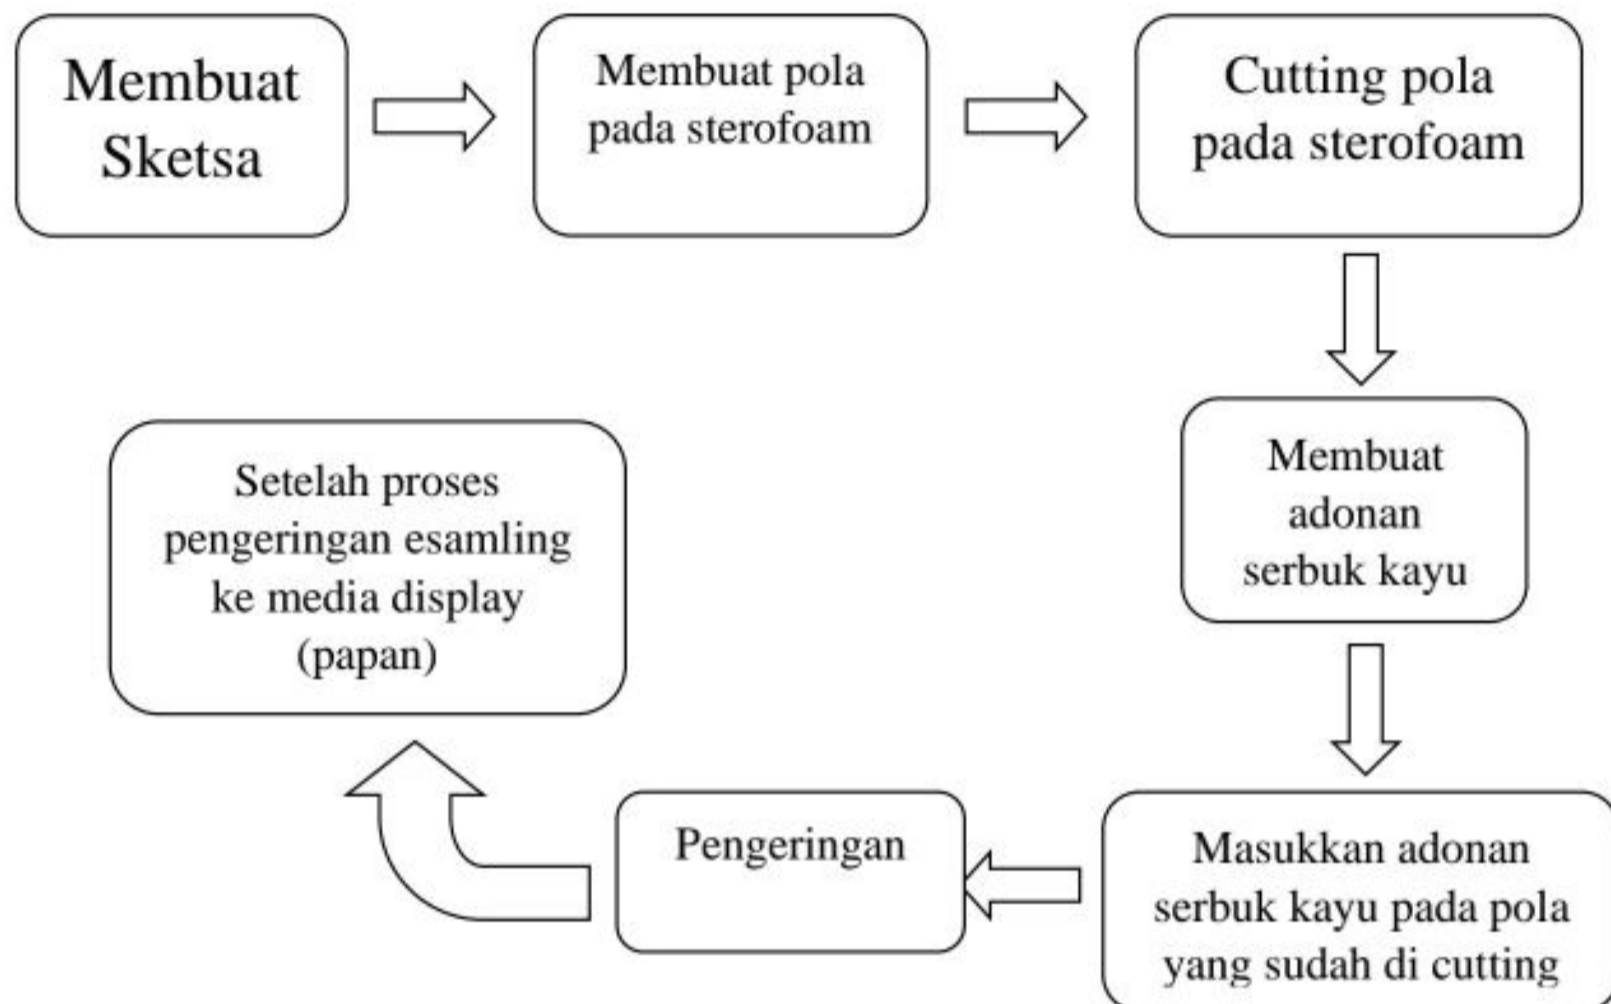 Membuat
Sketsa
Membuat pola
pada sterofoam
Cutting pola
pada sterofoam
Membuat
adonan
serbuk kayu
Masukkan adonan
serbuk kayu pada pola
yang sudah di cutting
Pengeringan
Setelah proses
pengeringan esamling
ke media display
(papan)